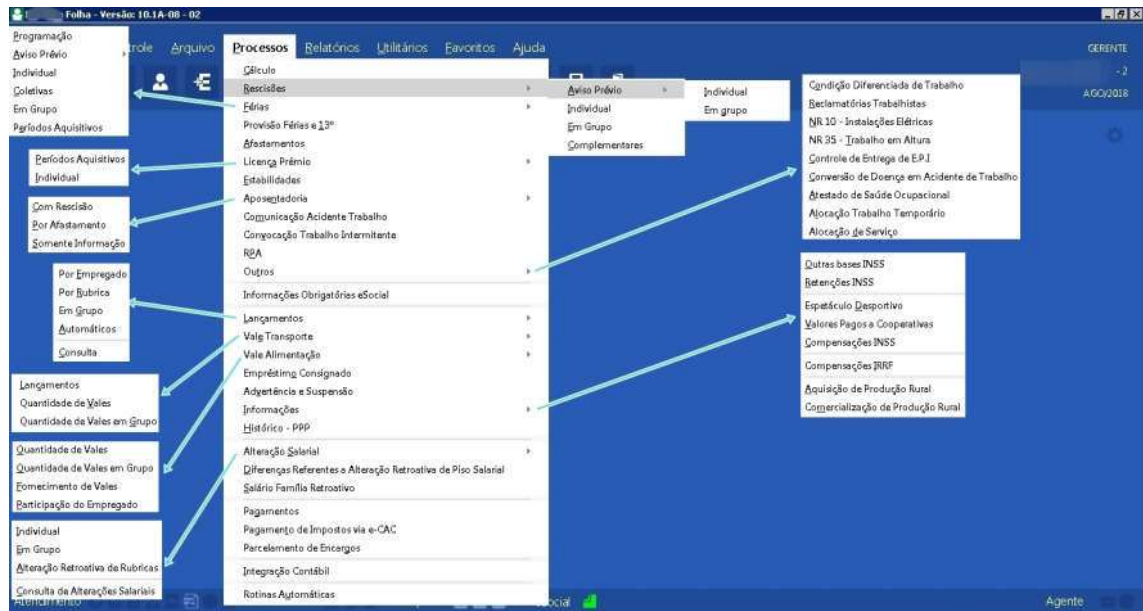 Folha - Versão: 10.1A-08 - 02
Arquivo Processos Relatórios Utilitários Favoritos Ajuda
GERENTE
- 2
AGO/2018
Programação
Aviso Prévio
Individual
Coletivas
Em Grupo
Períodos Aquisitivos
Períodos Aquisitivos
Individual
Com Rescisão
Por Afastamento
Somente Informação
Por Empregado
Por Rubrica
Em Grupo
Automáticos
Consulta
Lançamentos
Quantidade de Vales
Quantidade de Vales em Grupo
Quantidade de Vales
Quantidade de Vales em Grupo
Fornecimento de Vales
Participação do Empregado
Individual
Em Grupo
Alteração Retroativa de Rubricas
Consulta de Alterações Salariais
Cálculo
Rescisões
Férias
Provisão Férias e 13º
Afastamentos
Licença Prêmio
Estabilidades
Aposentadoria
Comunicação Acidente Trabalho
Convocação Trabalho Intermitente
RPA
Outros
Informações Obrigatórias eSocial
Lançamentos
Vale Transporte
Vale Alimentação
Empréstimo Consignado
Advertência e Suspensão
Informações
Histórico - PPP
Alteração Salarial
Diferenças Referentes a Alteração Retroativa de Piso Salarial
Salário Família Retroativo
Pagamentos
Pagamento de Impostos via e-CAC
Parcelamento de Encargos
Integração Contábil
Rotinas Automáticas
Aviso Prévio
Individual
Em Grupo
Complementares
Individual
Em grupo
Condição Diferenciada de Trabalho
Reclamatórias Trabalhistas
NR 10 - Instalações Elétricas
NR 35 - Trabalho em Altura
Controle de Entrega de E.P.I
Conversão de Doença em Acidente de Trabalho
Atestado de Saúde Ocupacional
Alocação Trabalho Temporário
Alocação de Serviço
Outras bases INSS
Retenções INSS
Espetáculo Desportivo
Valores Pagos a Cooperativas
Compensações INSS
Compensações IRRF
Aquisição de Produção Rural
Comercialização de Produção Rural
Atendimento
Agente